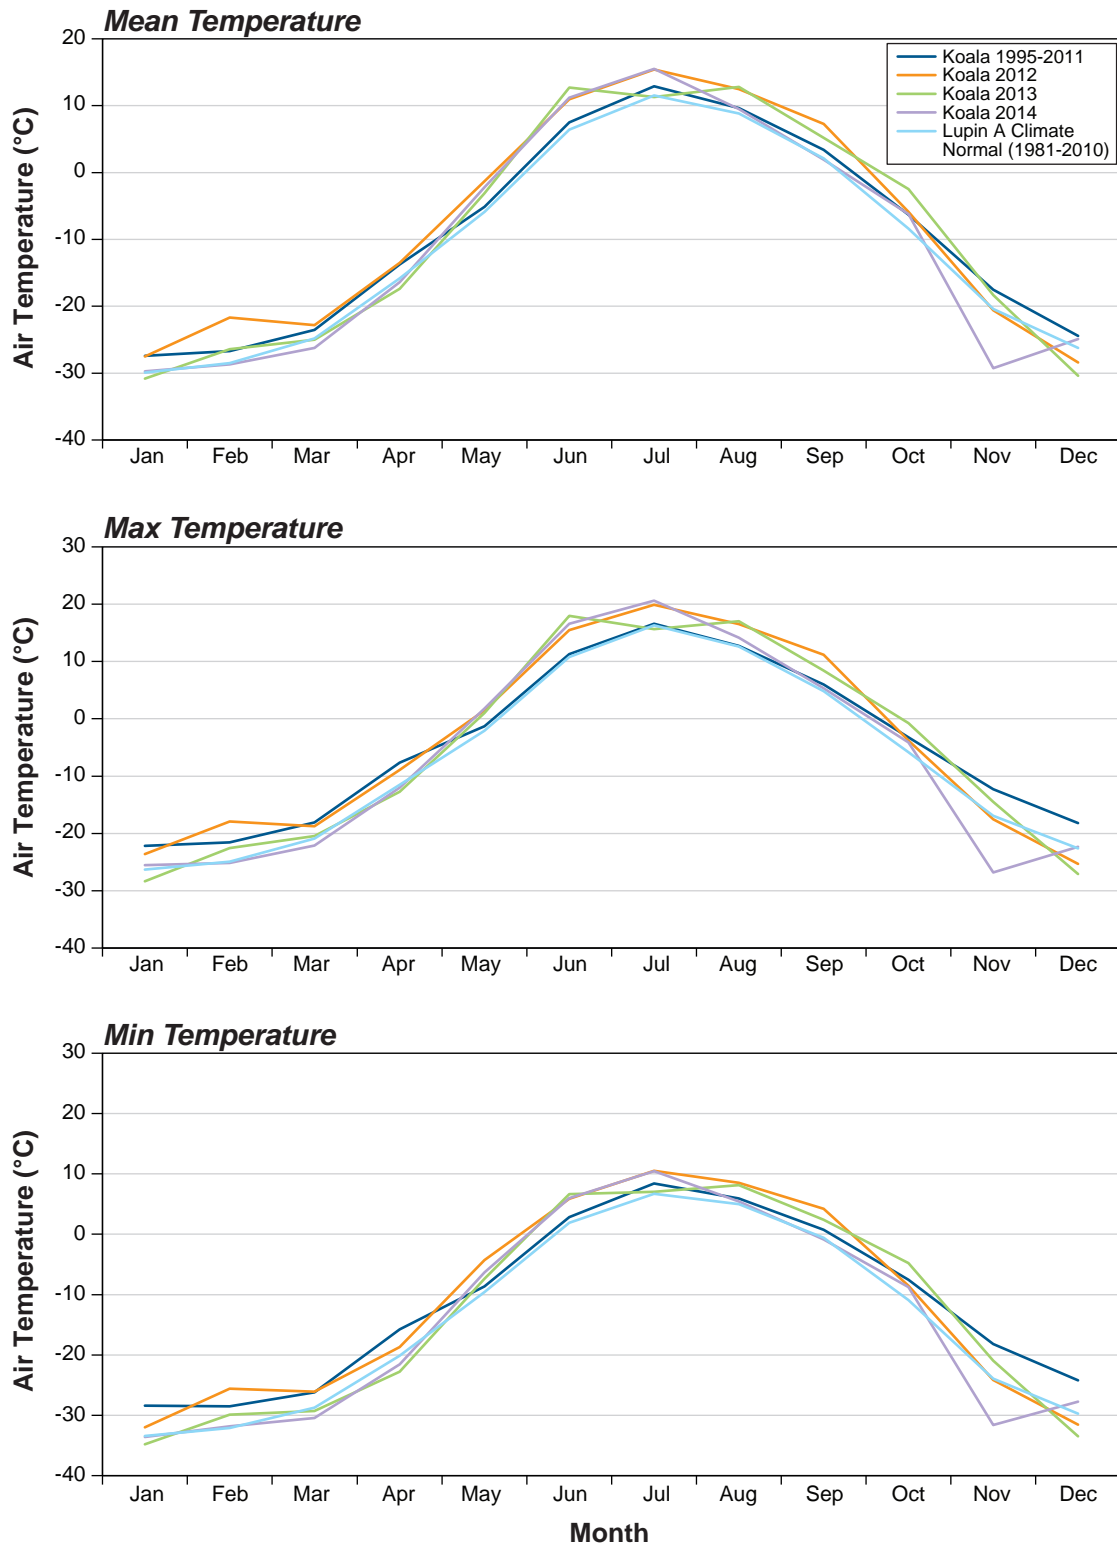 Mean Temperature
20
10
0
-10
-20
-30
-40
Air Temperature (°C)
Koala 1995-2011
Koala 2012
Koala 2013
Koala 2014
Lupin A Climate
Normal (1981-2010)
Jan Feb Mar Apr May Jun Jul Aug Sep Oct Nov Dec
Max Temperature
30
20
10
0
-10
-20
-30
-40
Air Temperature (°C)
Jan Feb Mar Apr May Jun Jul Aug Sep Oct Nov Dec
Min Temperature
30
20
10
0
-10
-20
-30
-40
Air Temperature (°C)
Jan Feb Mar Apr May Jun Jul Aug Sep Oct Nov Dec
Month